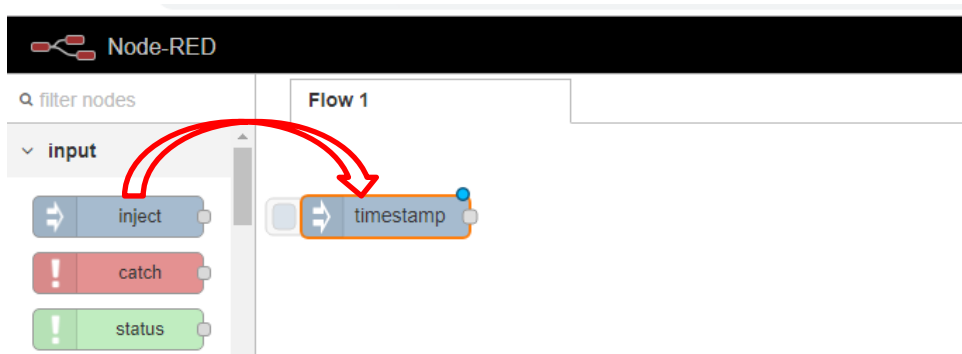 Node-RED
filter nodes
Flow 1
input
inject
timestamp
catch
status